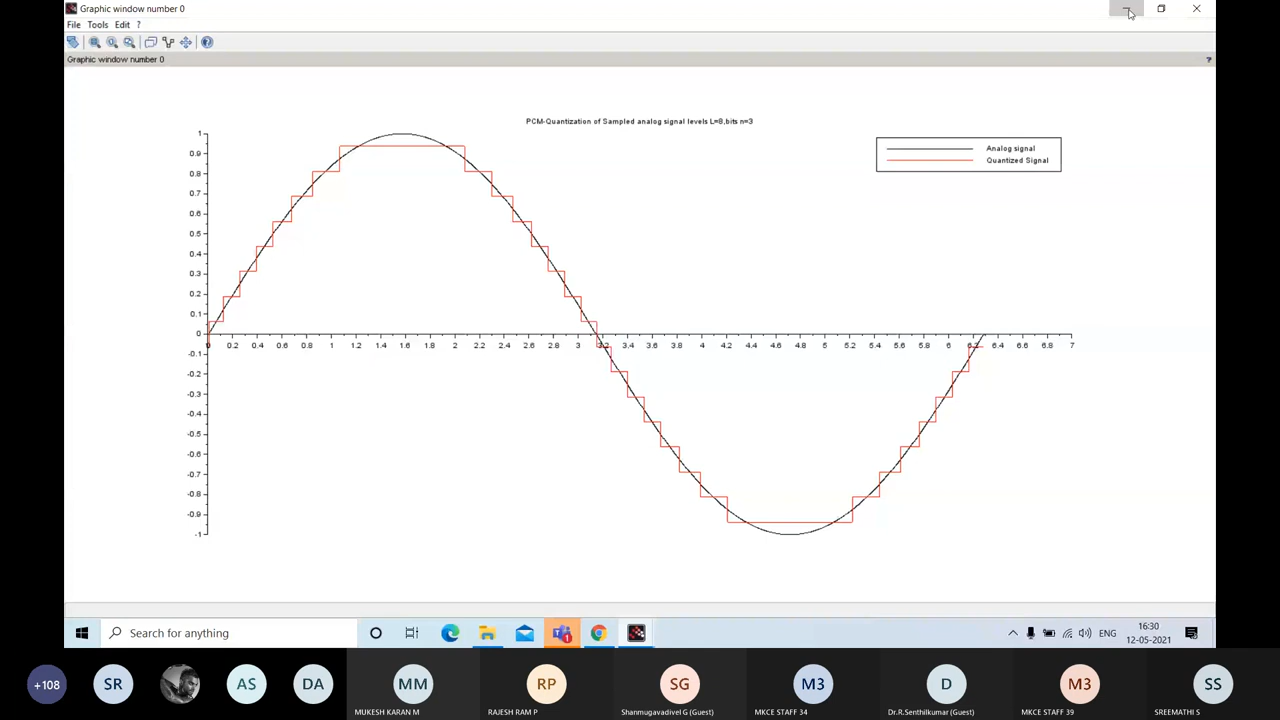 Graphic window number 0
File Tools Edit ?
Graphic window number 0
?
PCM-Quantization of Sampled analog signal levels L=8,bits n=3
Analog signal
Quantized Signal
1
0.9
0.8
0.7
0.6
0.5
0.4
0.3
0.2
0.1
0
-0.1
-0.2
-0.3
-0.4
-0.5
-0.6
-0.7
-0.8
-0.9
-1
0 0.2 0.4 0.6 0.8 1 1.2 1.4 1.6 1.8 2 2.2 2.4 2.6 2.8 3 3.2 3.4 3.6 3.8 4 4.4 4.6 4.8 5 5.2 5.4 5.6 5.8 6 6.2 6.4 6.6 6.8 7
Search for anything
1
ENG
16:30
12-05-2021
+108
SR
AS
DA
MM
MUKESH KARAN M
RP
RAJESH RAM P
SG
Shanmugavadivel G (Guest)
M3
MKCE STAFF 34
D
Dr.R.Senthilkumar (Guest)
M3
MKCE STAFF 39
SS
SREEMATHI S